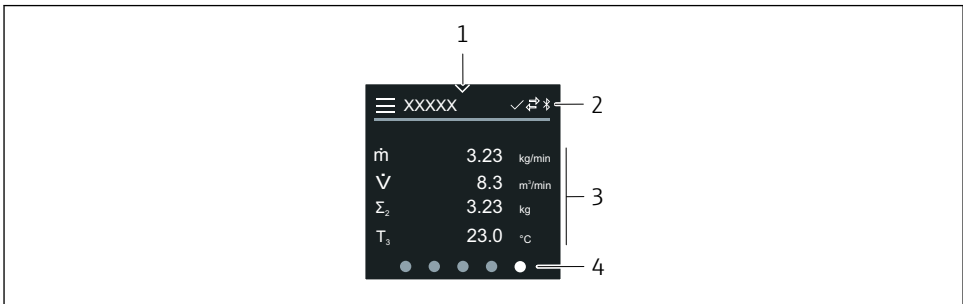 1
XXXXX
2
ṁ 3.23 kg/min
V̇ 8.3 m³/min
Σ₂ 3.23 kg
T₃ 23.0 °C
3
4